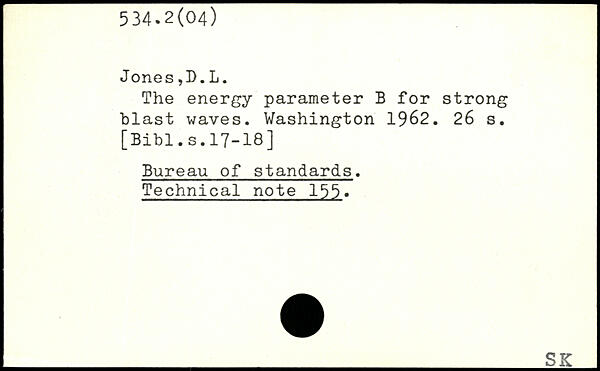 534.2(04)
Jones,D.L.
The energy parameter B for strong
blast waves. Washington 1962. 26 s.
[Bibl.s.17-18]
Bureau of standards.
Technical note 155.
SK